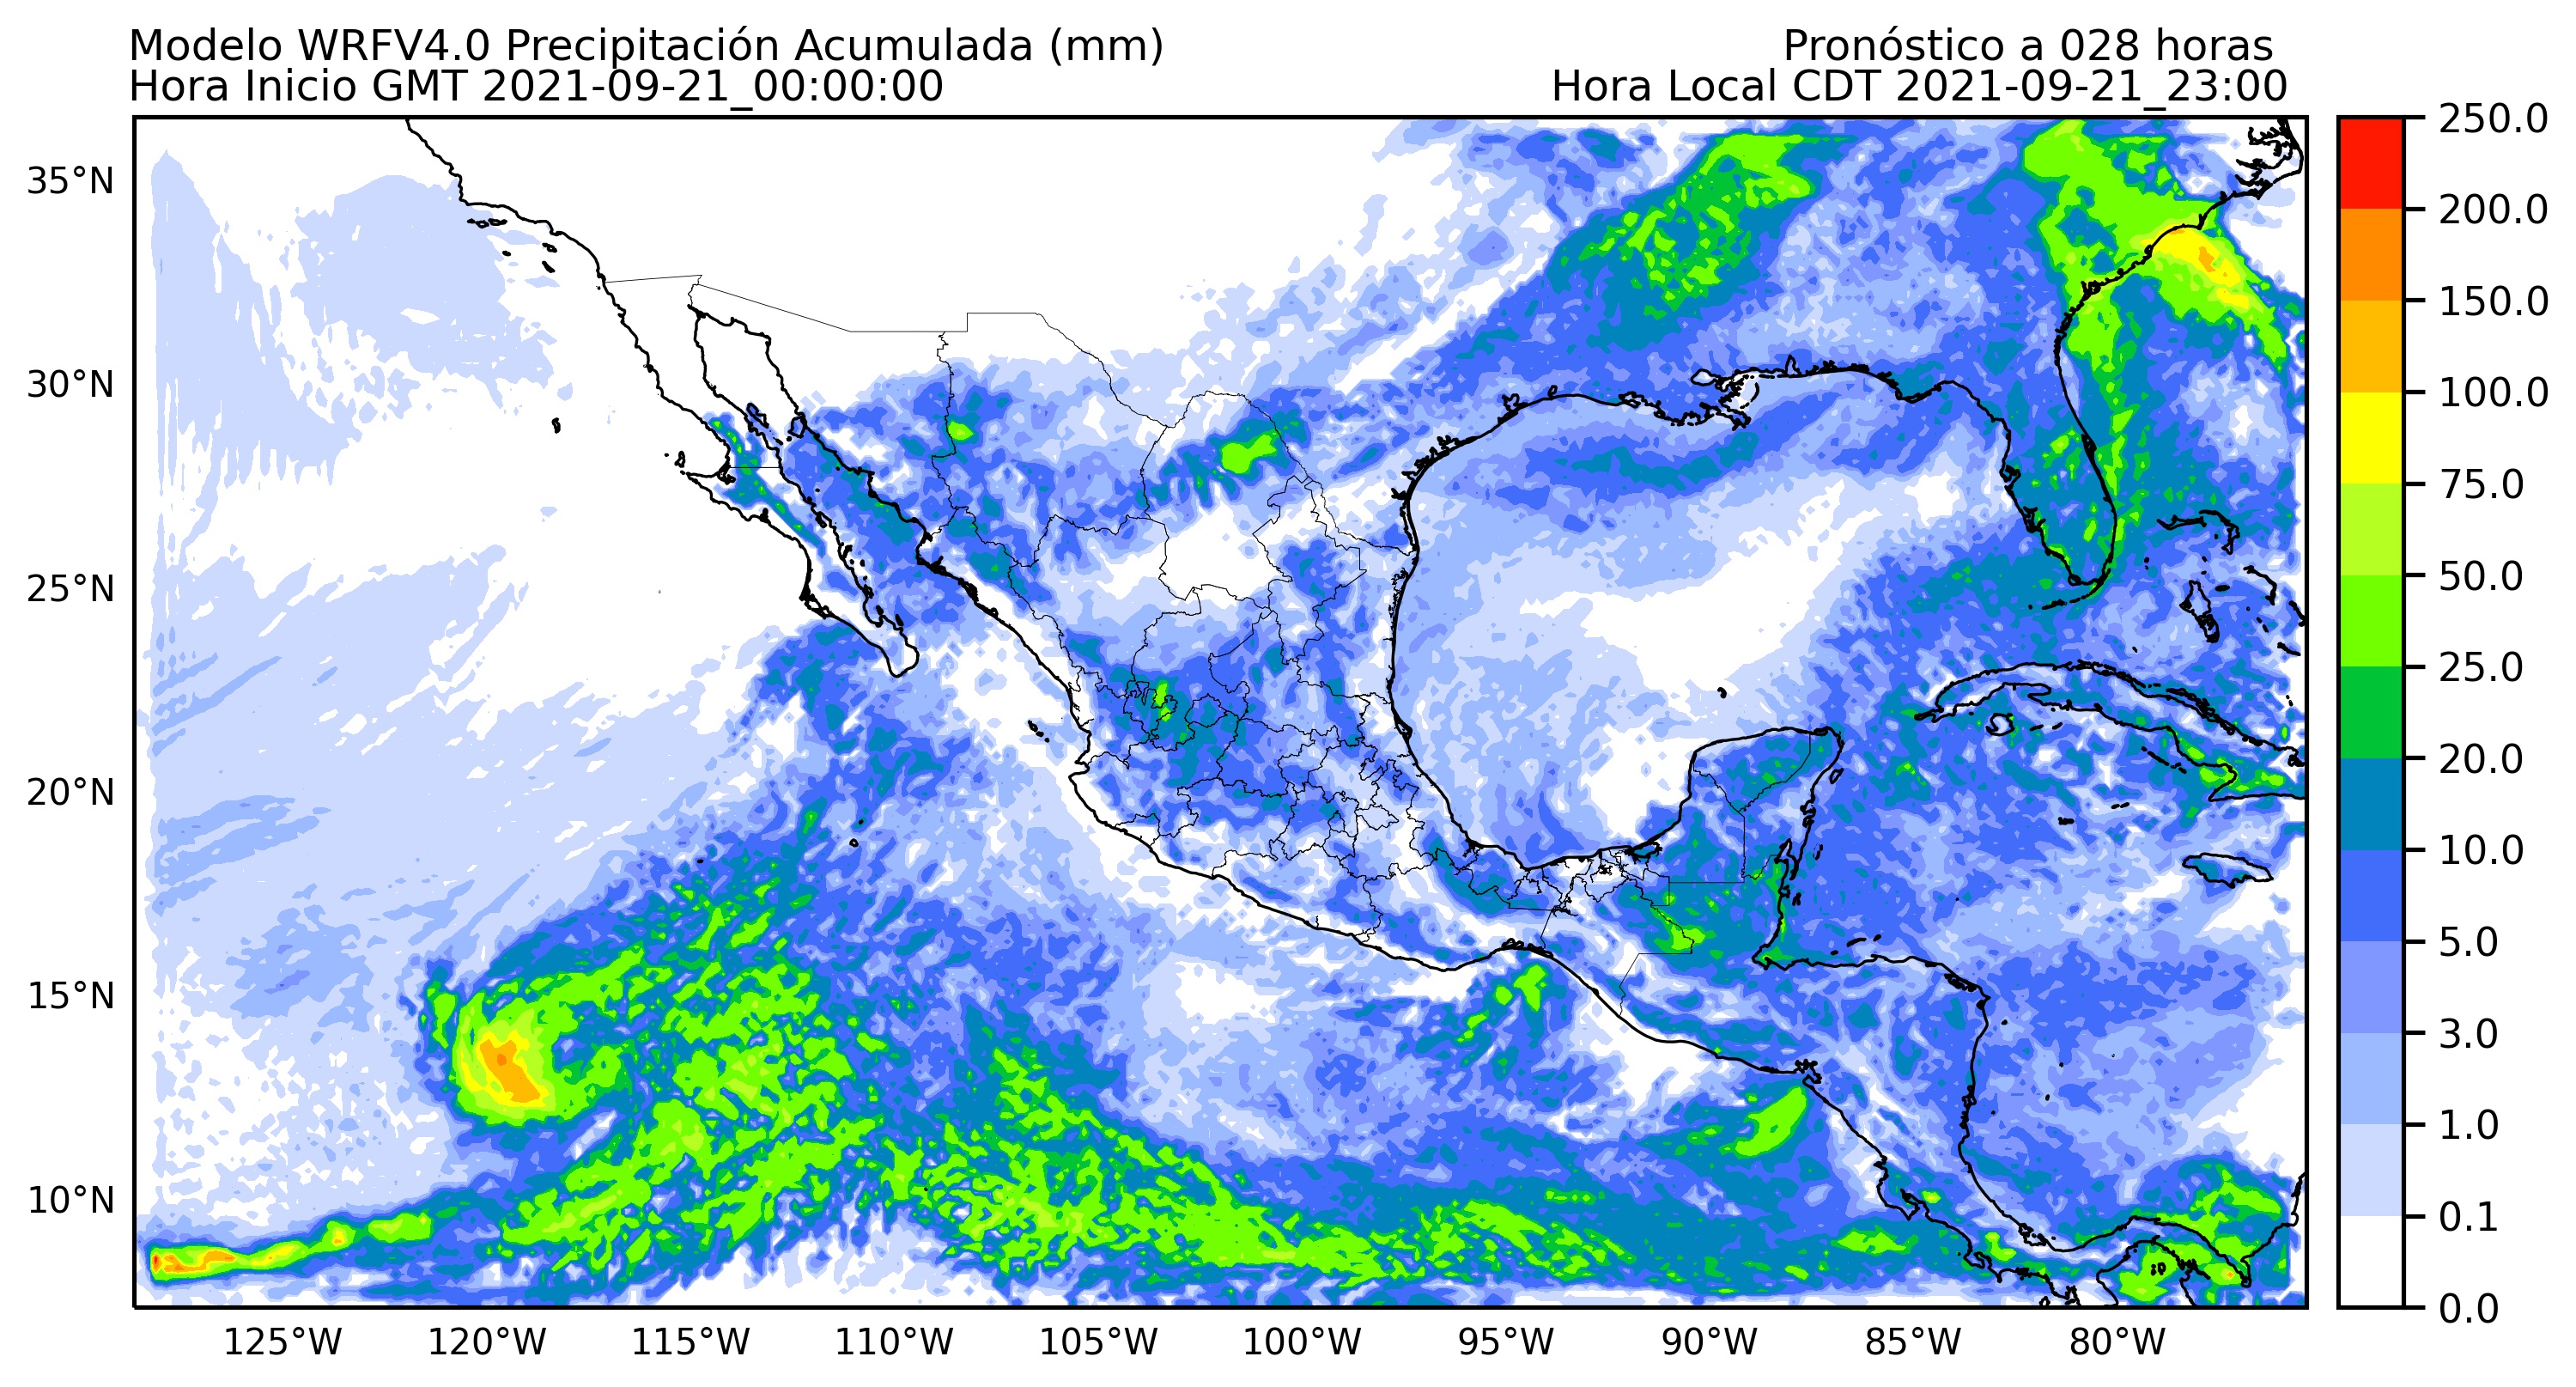 Modelo WRFV4.0 Precipitación Acumulada (mm)
Pronóstico a 028 horas
Hora Inicio GMT 2021-09-21_00:00:00
Hora Local CDT 2021-09-21_23:00
35°N
30°N
25°N
20°N
15°N
10°N
125°W
120°W
115°W
110°W
105°W
100°W
95°W
90°W
85°W
80°W
250.0
200.0
150.0
100.0
75.0
50.0
25.0
20.0
10.0
5.0
3.0
1.0
0.1
0.0